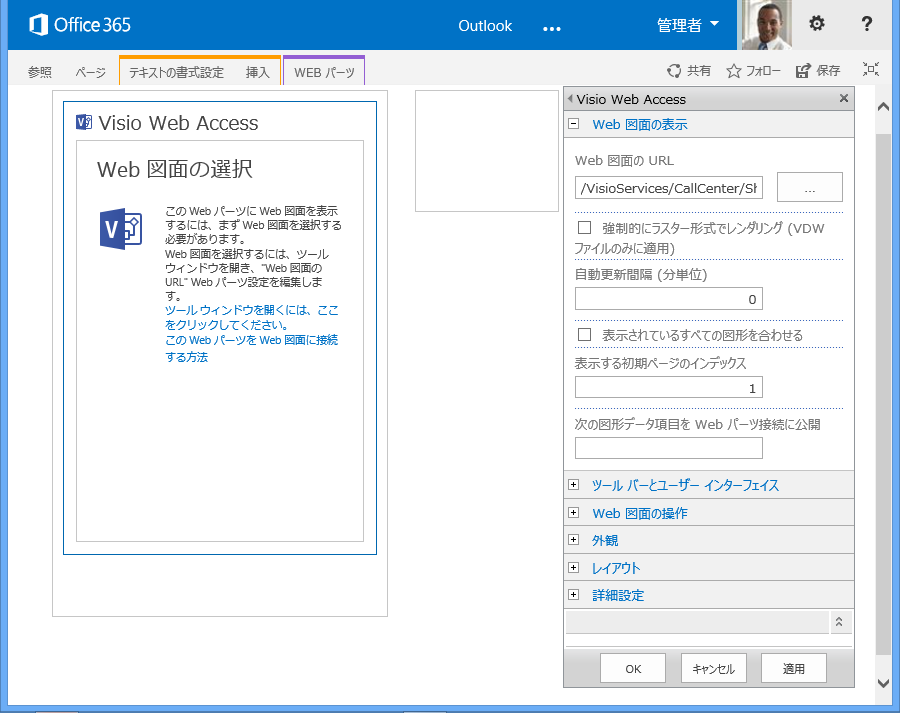 Office 365
Outlook
...
管理者
?
参照
ページ
テキストの書式設定
挿入
WEB パーツ
共有
フォロー
保存
Visio Web Access
Web 図面の選択
V
この Web パーツに Web 図面を表示
するには、まず Web 図面を選択する
必要があります。
Web 図面を選択するには、ツール
ウィンドウを開き、"Web 図面の
URL" Web パーツ設定を編集しま
す。
ツール ウィンドウを開くには、ここ
をクリックしてください。
この Web パーツを Web 図面に接続
する方法
Visio Web Access
Web 図面の表示
Web 図面の URL
/VisioServices/CallCenter/Sh
...
強制的にラスター形式でレンダリング (VDW
ファイルのみに適用)
自動更新間隔 (分単位)
0
表示されているすべての図形を合わせる
表示する初期ページのインデックス
1
次の図形データ項目を Web パーツ接続に公開
ツール バーとユーザー インターフェイス
Web 図面の操作
外観
レイアウト
詳細設定
OK
キャンセル
適用